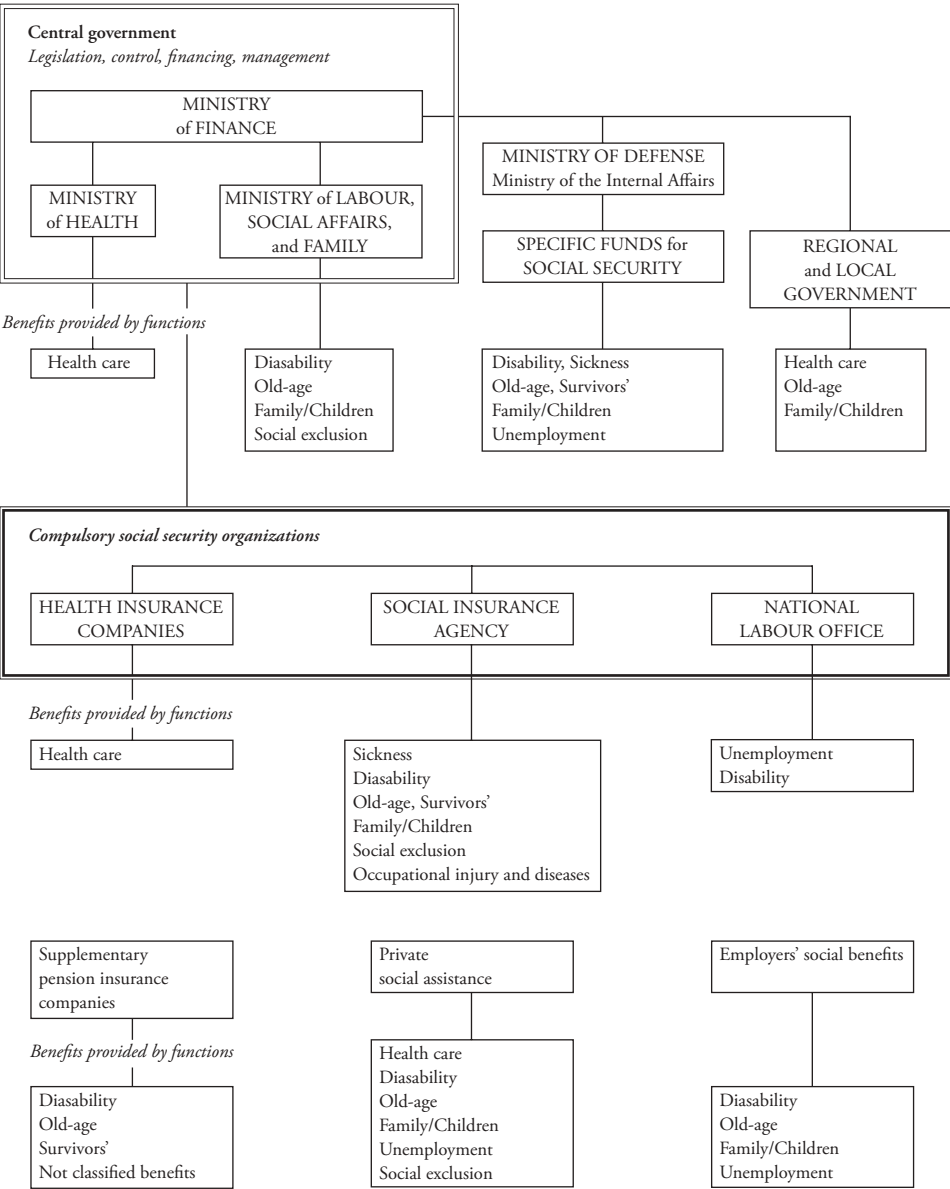 Central government
Legislation, control, financing, management
MINISTRY
of FINANCE
MINISTRY
of HEALTH
MINISTRY of LABOUR,
SOCIAL AFFAIRS,
and FAMILY
MINISTRY OF DEFENSE
Ministry of the Internal Affairs
SPECIFIC FUNDS for
SOCIAL SECURITY
REGIONAL
and LOCAL
GOVERNMENT
Benefits provided by functions
Health care
Diasability
Old-age
Family/Children
Social exclusion
Disability, Sickness
Old-age, Survivors’
Family/Children
Unemployment
Health care
Old-age
Family/Children
Compulsory social security organizations
HEALTH INSURANCE
COMPANIES
SOCIAL INSURANCE
AGENCY
NATIONAL
LABOUR OFFICE
Benefits provided by functions
Health care
Sickness
Diasability
Old-age, Survivors’
Family/Children
Social exclusion
Occupational injury and diseases
Unemployment
Disability
Supplementary
pension insurance
companies
Private
social assistance
Employers’ social benefits
Benefits provided by functions
Diasability
Old-age
Survivors’
Not classified benefits
Health care
Diasability
Old-age
Family/Children
Unemployment
Social exclusion
Diasability
Old-age
Family/Children
Unemployment